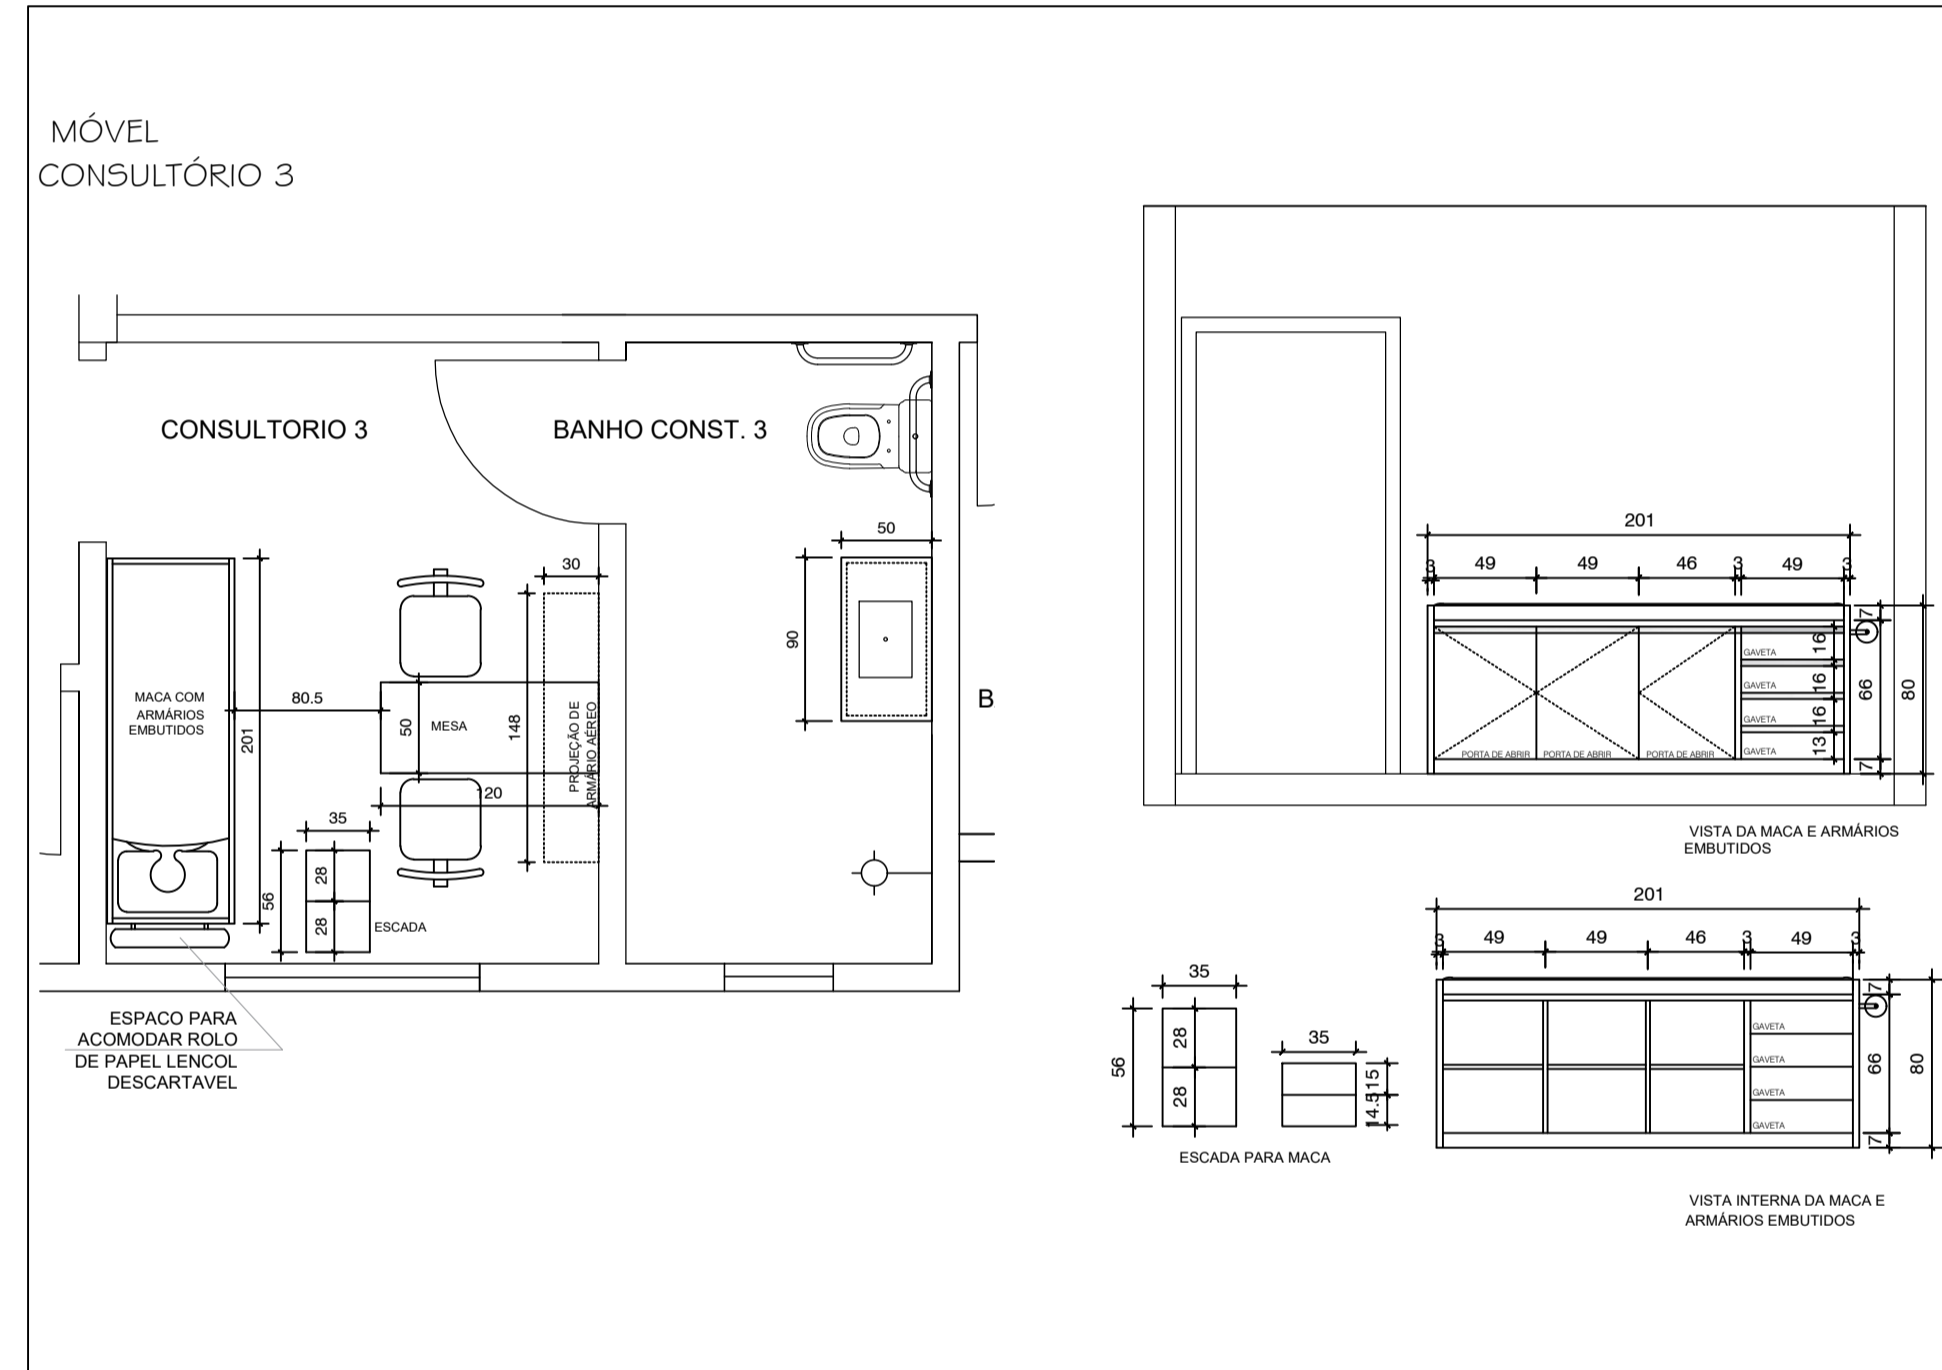 MÓVEL
CONSULTÓRIO 3
CONSULTORIO 3
BANHO CONST. 3
50
30
90
B
MACA COM
ARMÁRIOS
EMBUTIDOS
201
80.5
50
MESA
148
PROJEÇÃO DE
ARMÁRIO AÉREO
120
35
56
28
28
ESCADA
ESPACO PARA
ACOMODAR ROLO
DE PAPEL LENCOL
DESCARTAVEL
201
3 49 49 46 3 49 3
7
16
16
16
13
66
80
7
GAVETA
GAVETA
GAVETA
GAVETA
PORTA DE ABRIR PORTA DE ABRIR PORTA DE ABRIR
VISTA DA MACA E ARMÁRIOS
EMBUTIDOS
35
56
28
28
35
15
14.5
ESCADA PARA MACA
201
3 49 49 46 3 49 3
7
66
80
7
GAVETA
GAVETA
GAVETA
GAVETA
VISTA INTERNA DA MACA E
ARMÁRIOS EMBUTIDOS